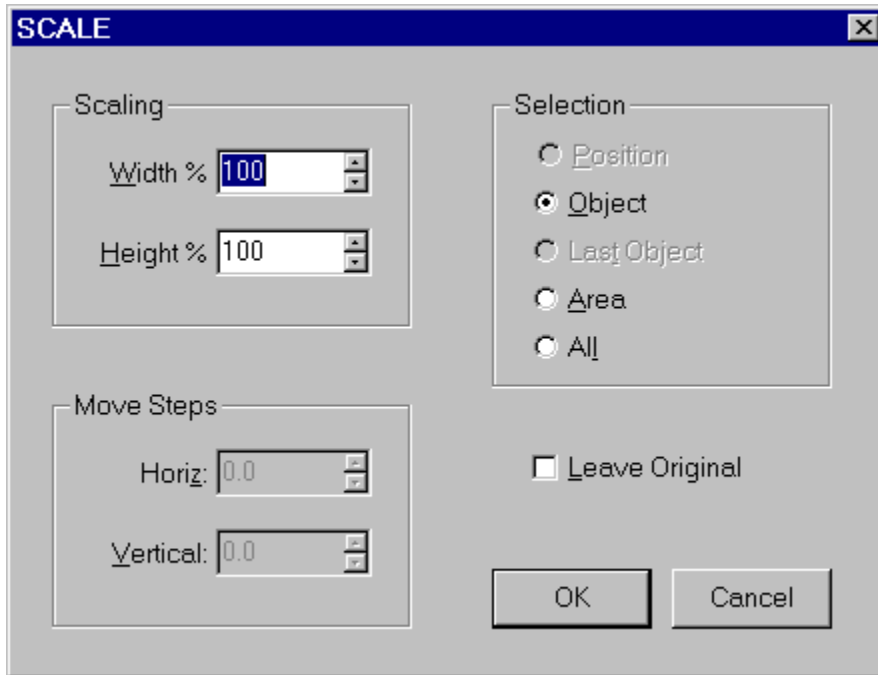 SCALE
Scaling
Width % 100
Height % 100
Selection
Position
Object
Last Object
Area
All
Move Steps
Horiz: 0.0
Vertical: 0.0
Leave Original
OK
Cancel